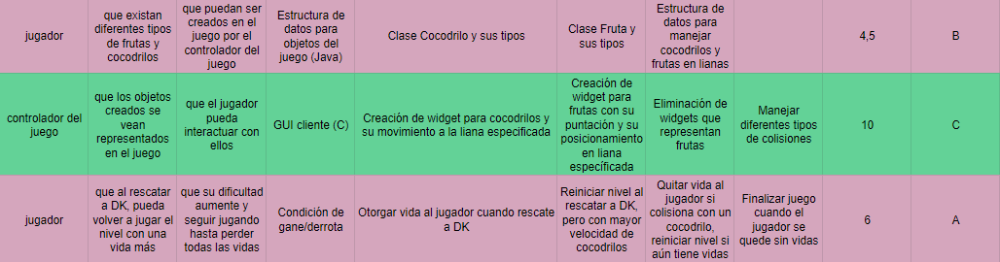 jugador
que existan
diferentes tipos
de frutas y
cocodrilos
que puedan ser
creados en el
juego por el
controlador del
juego
Estructura de
datos para
objetos del
juego (Java)
Clase Cocodrilo y sus tipos
Clase Fruta y
sus tipos
Estructura de
datos para
manejar
cocodrilos y
frutas en lianas
4,5
B
controlador del
juego
que los objetos
creados se
vean
representados
en el juego
que el jugador
pueda
interactuar con
ellos
GUI cliente (C)
Creación de widget para cocodrilos y
su movimiento a la liana especificada
Creación de
widget para
frutas con su
puntación y su
posicionamiento
en liana
específicada
Eliminación de
widgets que
representan
frutas
Manejar
diferentes tipos
de colisiones
10
C
jugador
que al rescatar
a DK, pueda
volver a jugar el
nivel con una
vida más
que su dificultad
aumente y
seguir jugando
hasta perder
todas las vidas
Condición de
gane/derrota
Otorgar vida al jugador cuando rescate
a DK
Reiniciar nivel al
rescatar a DK,
pero con mayor
velocidad de
cocodrilos
Quitar vida al
jugador si
colisiona con un
cocodrilo,
reiniciar nivel si
aún tiene vidas
Finalizar juego
cuando el
jugador se
quede sin vidas
6
A